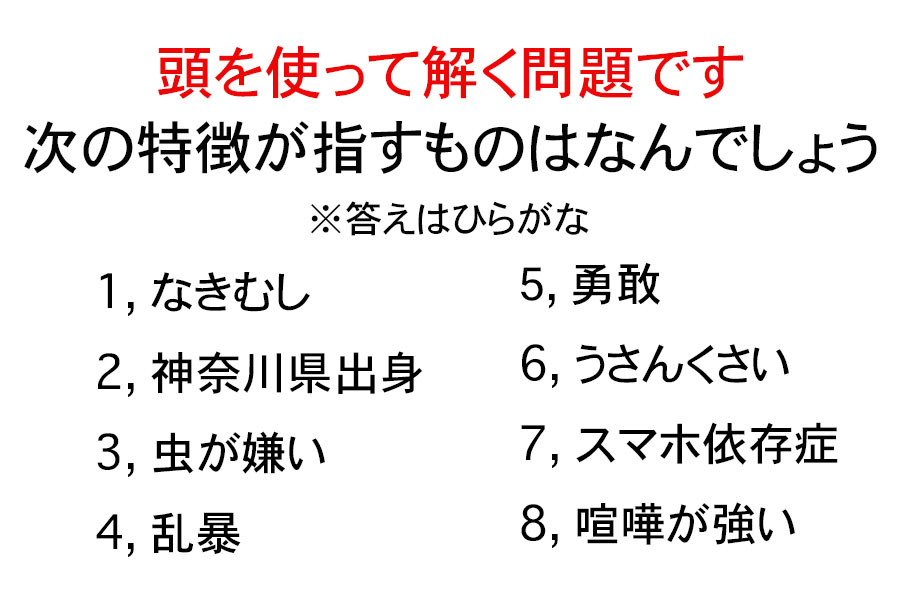 頭を使って解く問題です
次の特徴が指すものはなんでしょう
※答えはひらがな
1, なきむし
2, 神奈川県出身
3, 虫が嫌い
4, 乱暴
5, 勇敢
6, うさんくさい
7, スマホ依存症
8, 喧嘩が強い